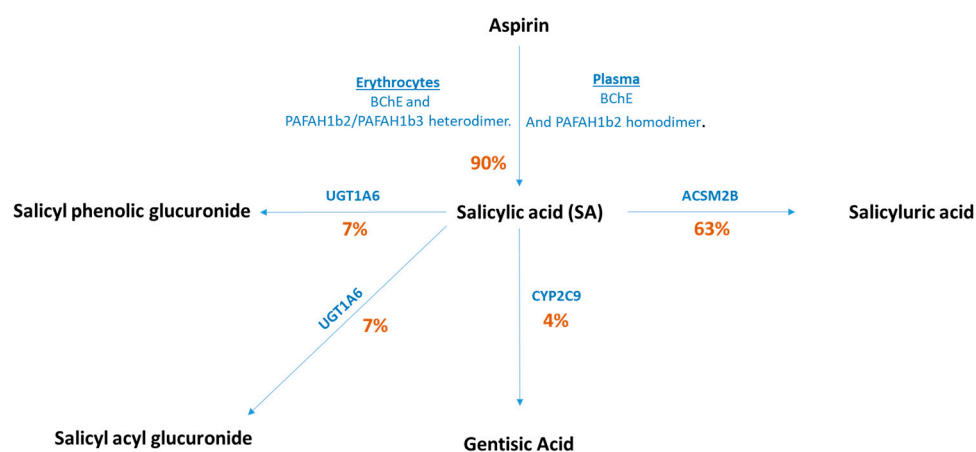 Aspirin
Erythrocytes
BChE and
PAFAH1b2/PAFAH1b3 heterodimer.
Plasma
BChE
And PAFAH1b2 homodimer.
90%
Salicyl phenolic glucuronide
UGT1A6
7%
Salicylic acid (SA)
ACSM2B
63%
Salicyluric acid
UGT1A6
7%
CYP2C9
4%
Salicyl acyl glucuronide
Gentisic Acid